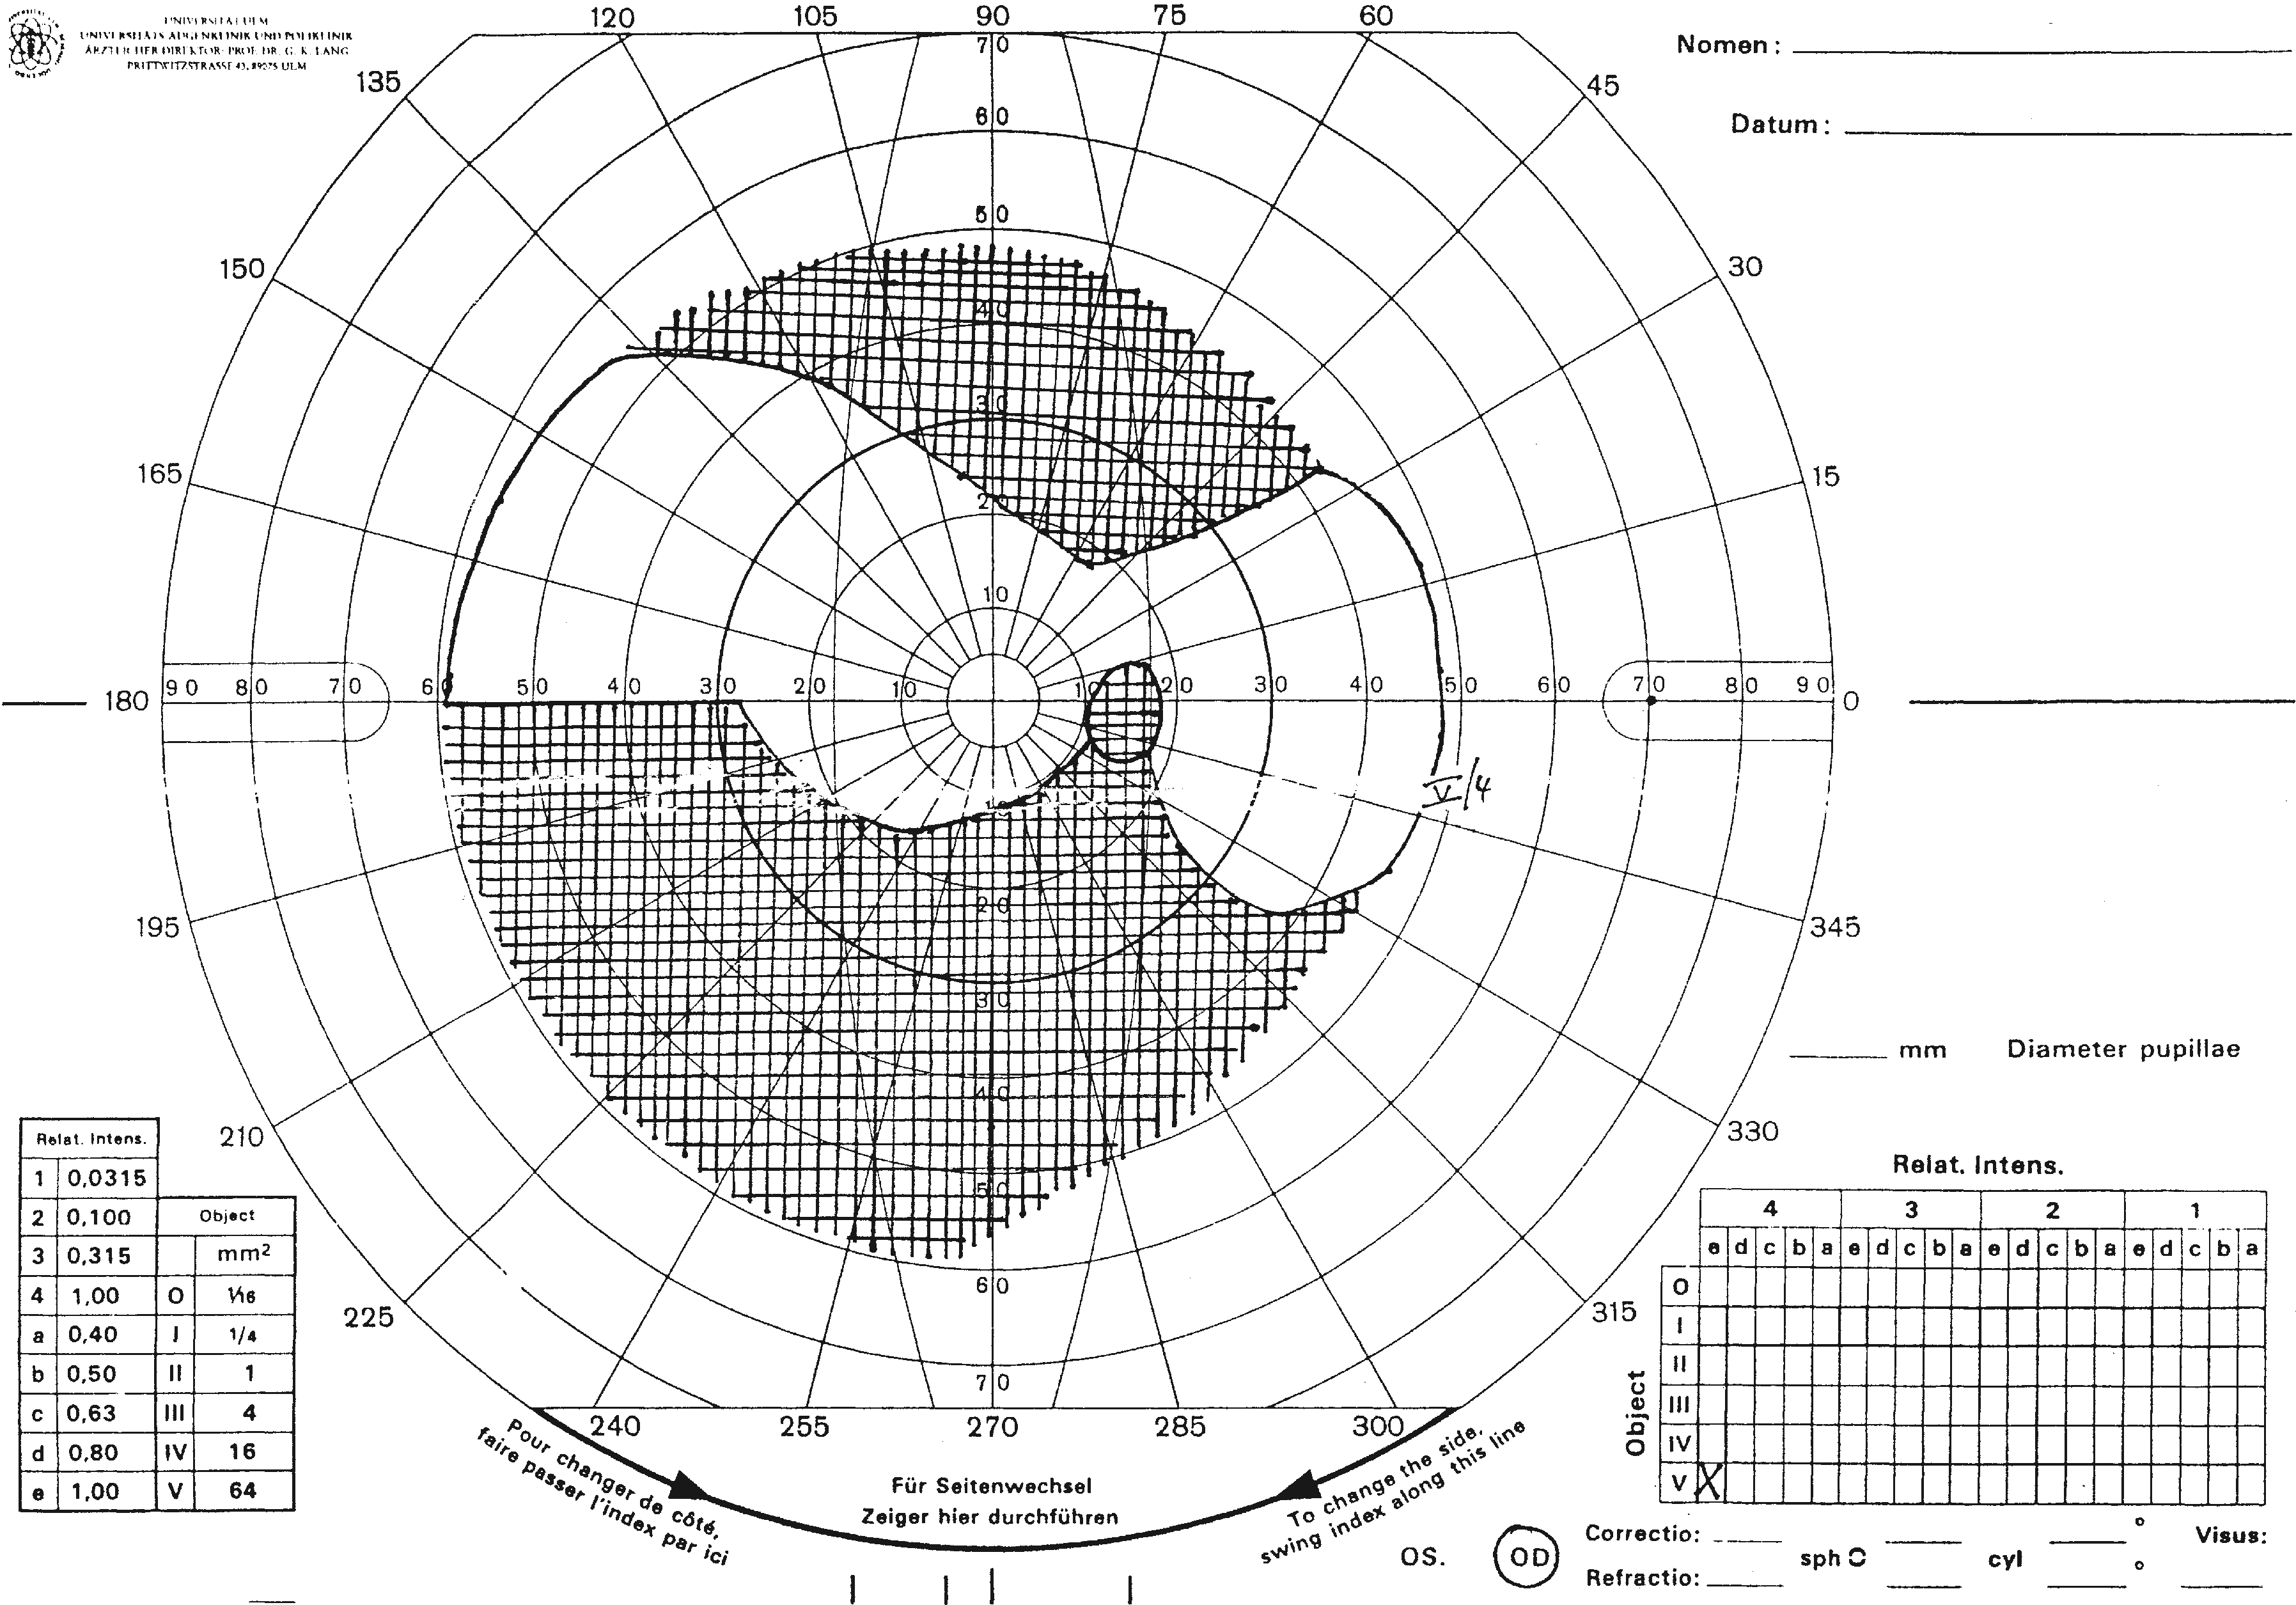 UNIVERSITÄT ULM
UNIVERSITÄTS AUGENKLINIK UND POLIKLINIK
ÄRZTLICHER DIREKTOR: PROF. DR. G. K. LANG
PRITTWITZSTRASSE 43, 89075 ULM
Nomen:
Datum:
120 105 90 75 60
135 45
150 30
165 15
180 0
195 345
210 330
225 315
240 255 270 285 300
70
60
50
40
30
20
10
90 80 70 60 50 40 30 20 10 10 20 30 40 50 60 70 80 90
10
20
30
40
50
60
70
V/4
mm Diameter pupillae
Relat. Intens.
1 0,0315
2 0,100 Object
3 0,315 mm²
4 1,00 O 1/16
a 0,40 I 1/4
b 0,50 II 1
c 0,63 III 4
d 0,80 IV 16
e 1,00 V 64
Pour changer de côté,
faire passer l'index par ici
Für Seitenwechsel
Zeiger hier durchführen
To change the side,
swing index along this line
Relat. Intens.
4 3 2 1
e d c b a e d c b a e d c b a e d c b a
Object
O
I
II
III
IV
V X
OS. OD
Correctio: sph cyl ° Visus:
Refractio: °